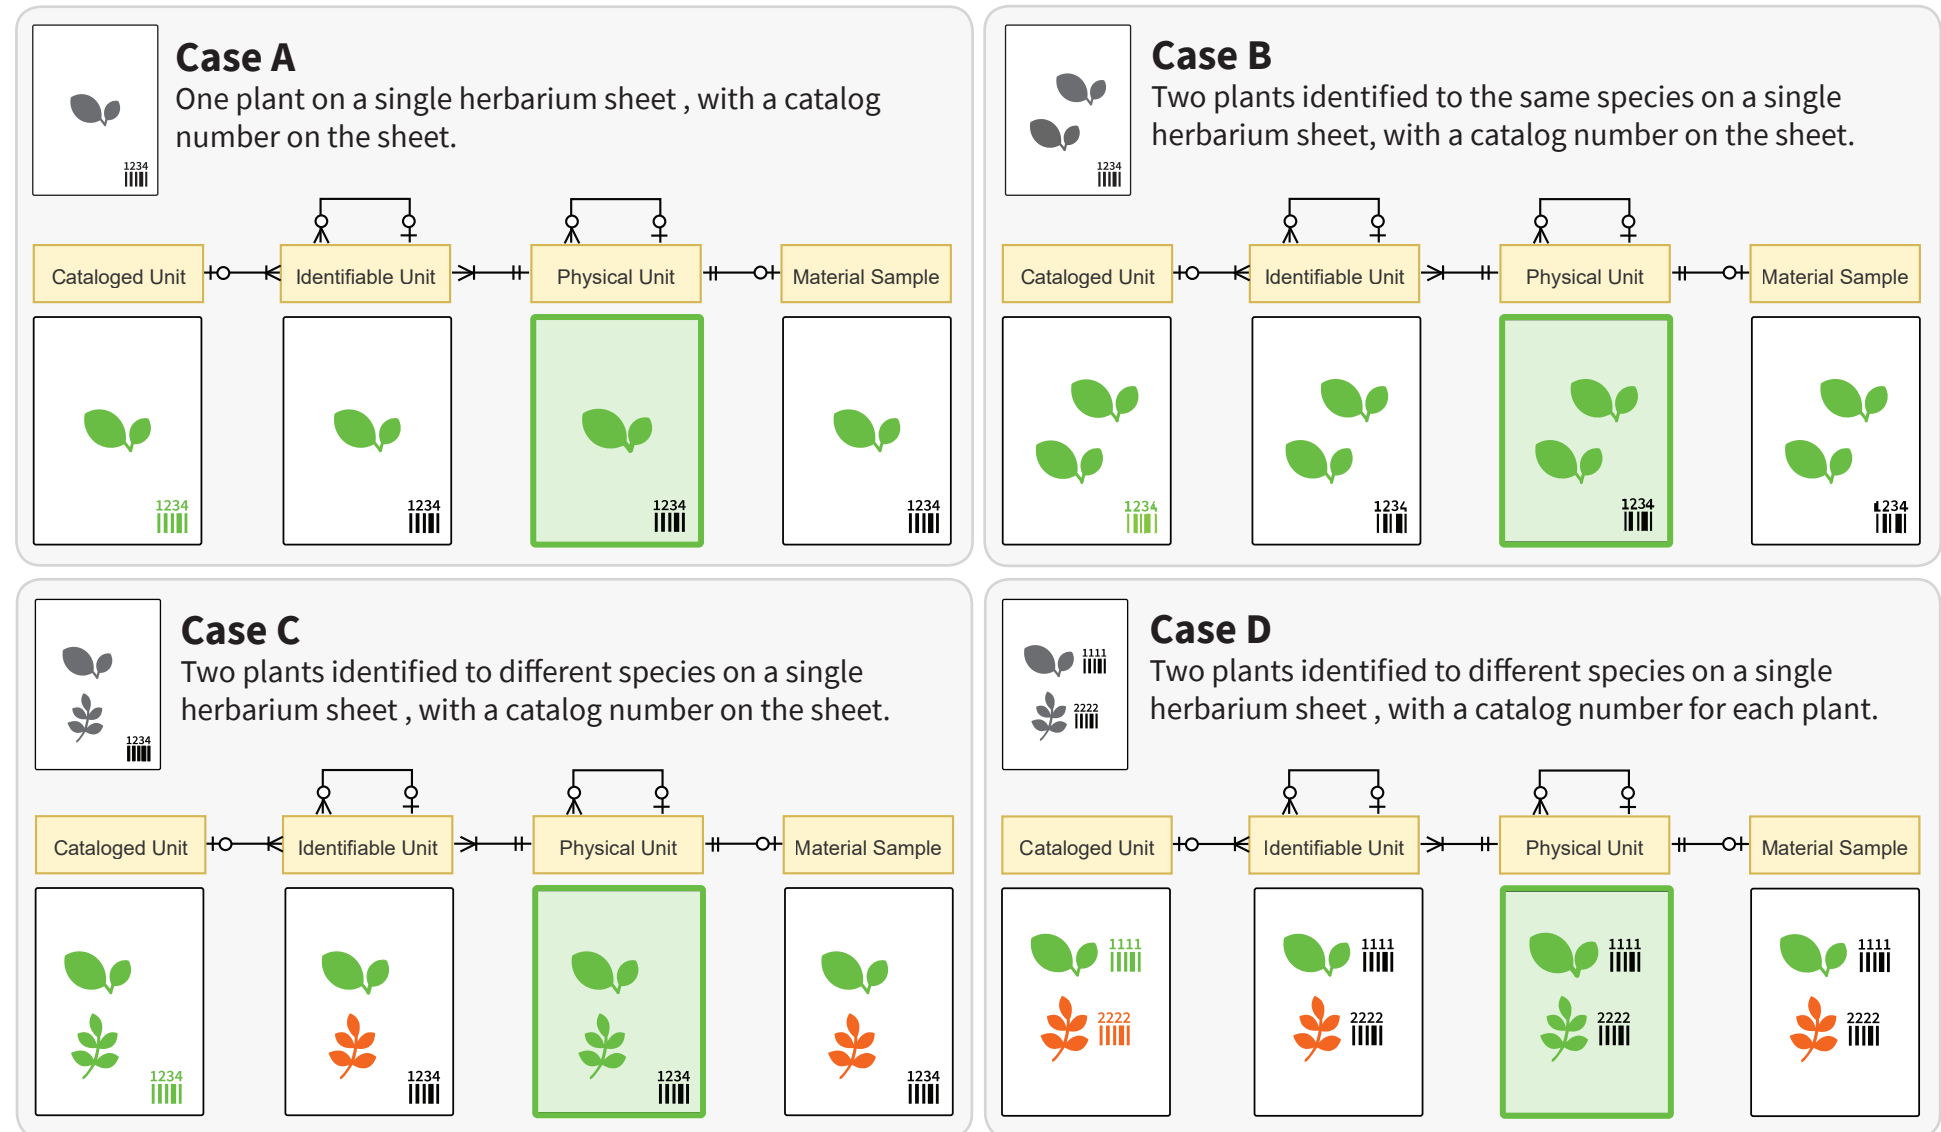 Case A
One plant on a single herbarium sheet , with a catalog
number on the sheet.
1234
Cataloged Unit
Identifiable Unit
Physical Unit
Material Sample
1234
1234
1234
1234
Case B
Two plants identified to the same species on a single
herbarium sheet, with a catalog number on the sheet.
1234
Cataloged Unit
Identifiable Unit
Physical Unit
Material Sample
1234
1234
1234
1234
Case C
Two plants identified to different species on a single
herbarium sheet , with a catalog number on the sheet.
1234
Cataloged Unit
Identifiable Unit
Physical Unit
Material Sample
1234
1234
1234
1234
Case D
Two plants identified to different species on a single
herbarium sheet , with a catalog number for each plant.
1111
2222
Cataloged Unit
Identifiable Unit
Physical Unit
Material Sample
1111
2222
1111
2222
1111
2222
1111
2222